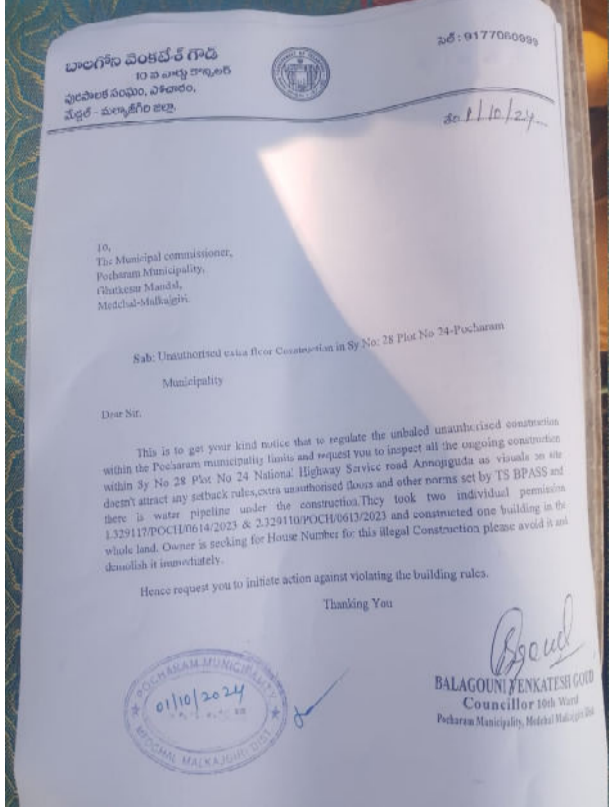 బాలగోని వెంకటేశ్ గౌడ్
10 వ వార్డు కౌన్సిలర్
పురపాలక సంఘం, పోచారం,
మేడ్చల్ - మల్కాజ్‌గిరి జిల్లా.
సెల్ : 9177060999
తేది 1/10/24
To,
The Municipal commissioner,
Pocharam Municipality,
Ghatkesar Mandal,
Medchal-Malkajgiri.
Sub: Unauthorised extra floor Construction in Sy No: 28 Plot No 24-Pocharam
Municipality
Dear Sir,
This is to get your kind notice that to regulate the unbaled unauthorised construction
within the Pocharam municipality limits and request you to inspect all the ongoing construction
within Sy No 28 Plot No 24 National Highway Service road Annojiguda as visuals on site
doesn't attract any setback rules,extra unauthorised floors and other norms set by TS BPASS and
there is water pipeline under the construction.They took two individual permission
1.329117/POCH/0614/2023 & 2.329110/POCH/0613/2023 and constructed one building in the
whole land. Owner is seeking for House Number for this illegal Construction please avoid it and
demolish it immediately.
Hence request you to initiate action against violating the building rules.
Thanking You
BALAGOUNI VENKATESH GOUD
Councillor 10th Ward
Pocharam Municipality, Medchal Malkajgiri Dist
POCHARAM MUNICIPALITY
01/10/2024
MEDCHAL MALKAJGIRI DIST.